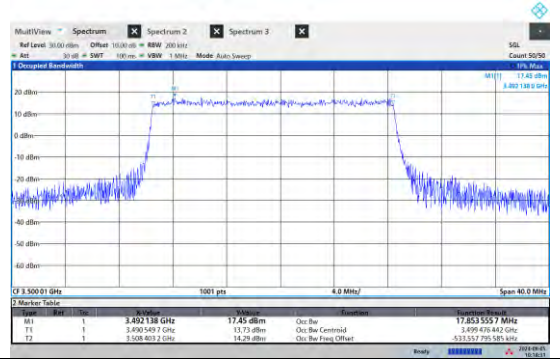 MultiView Spectrum Spectrum 2 Spectrum 3
Ref Level 30.00 dBm Offset 10.00 dB RBW 200 kHz SGL
Att 30 dB SWT 100 ms VBW 1 MHz Mode Auto Sweep Count 50/50
1 Occupied Bandwidth 1Pk Max
M1[1] 17.45 dBm
3.492 138 0 GHz
M1
T1
20 dBm
10 dBm
0 dBm
-10 dBm
-20 dBm
-30 dBm
-40 dBm
-50 dBm
-60 dBm
CF 3.500 01 GHz 1001 pts 4.0 MHz/ Span 40.0 MHz
2 Marker Table
Type Ref Trc X-Value Y-Value Function Function Result
M1 1 3.492 138 GHz 17.45 dBm Occ Bw 17.853 555 7 MHz
T1 1 3.490 549 7 GHz 13.73 dBm Occ Bw Centroid 3.499 476 442 GHz
T2 1 3.508 403 2 GHz 14.29 dBm Occ Bw Freq Offset -533.557 795 585 kHz
Ready